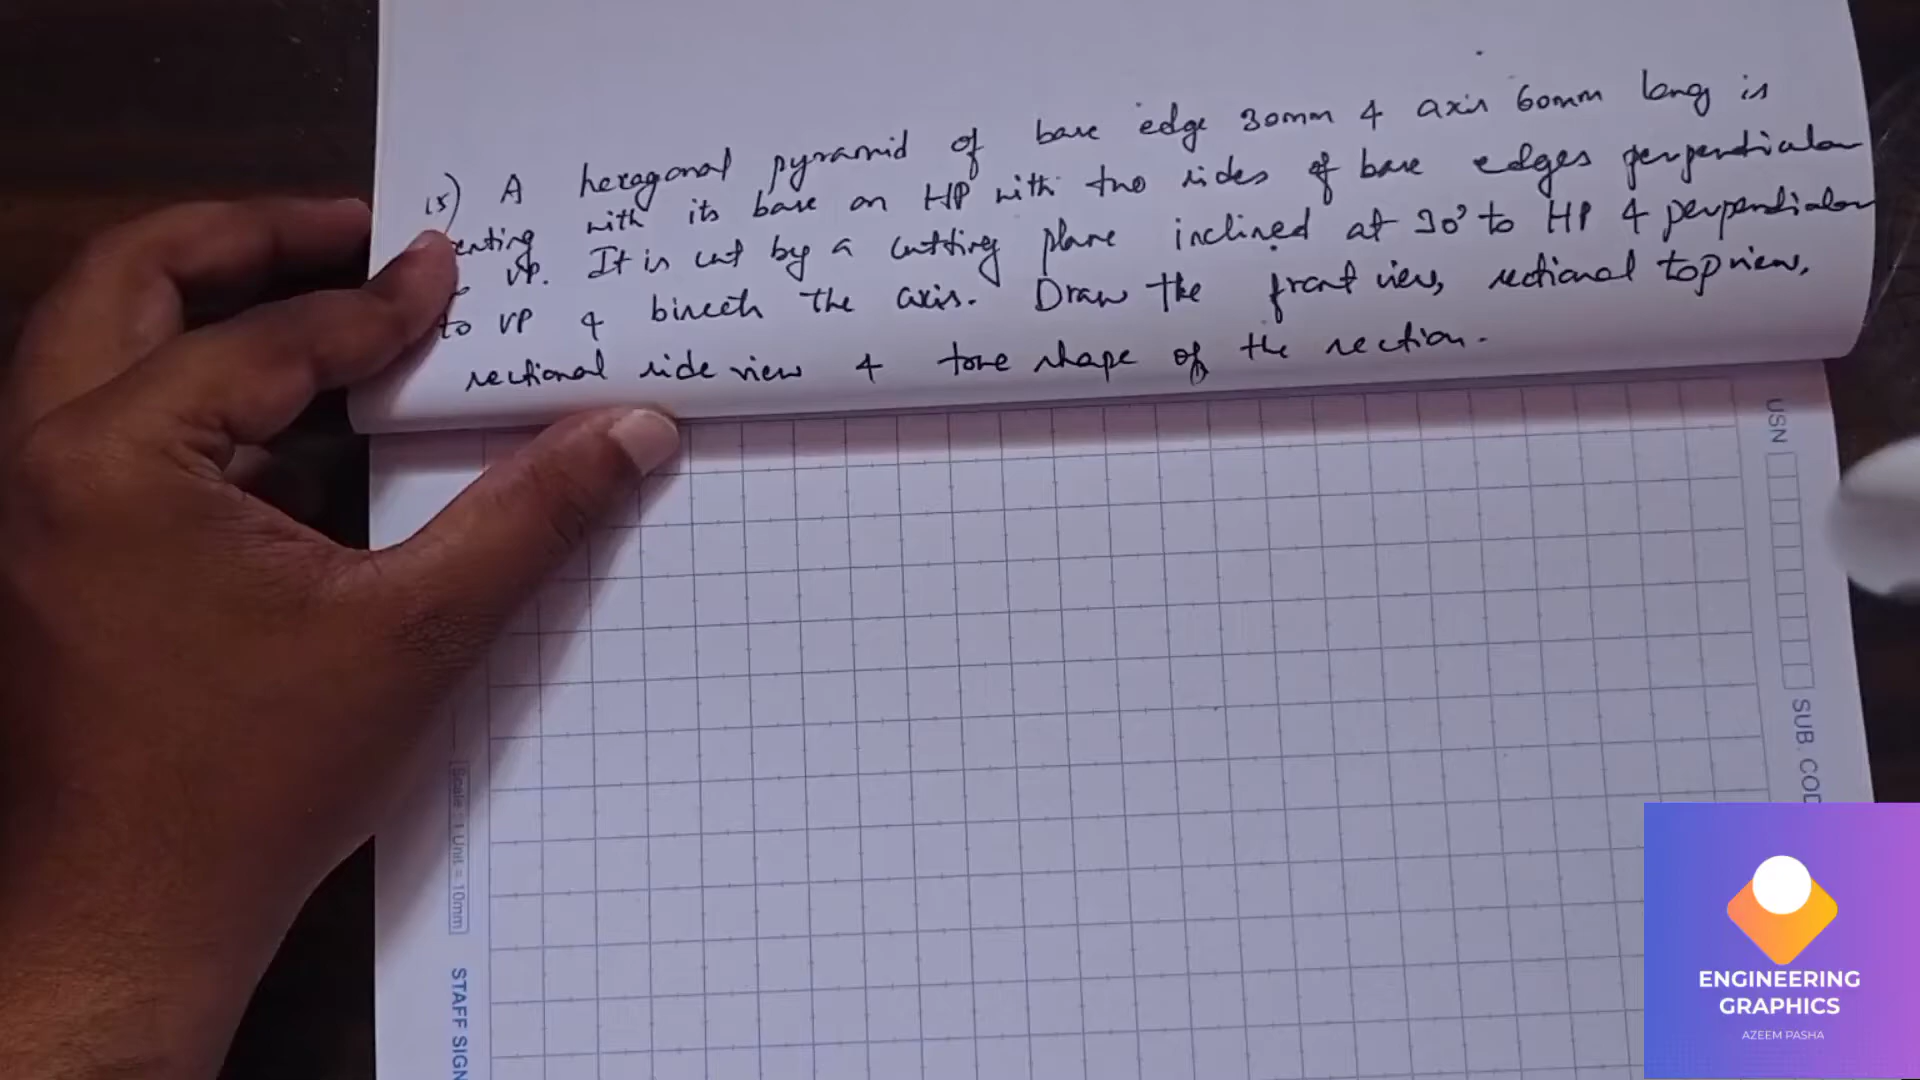 15) A hexagonal pyramid of base edge 30mm & axis 60mm long is
resting with its base on HP with two sides of base edges perpendicular
VP. It is cut by a cutting plane inclined at 30° to HP & perpendicular
to VP & bisects the axis. Draw the front view, sectional top view,
sectional side view & true shape of the section.
USN
SUB. COD
Scale : 1 Unit = 10mm
STAFF SIGN
ENGINEERING
GRAPHICS
AZEEM PASHA